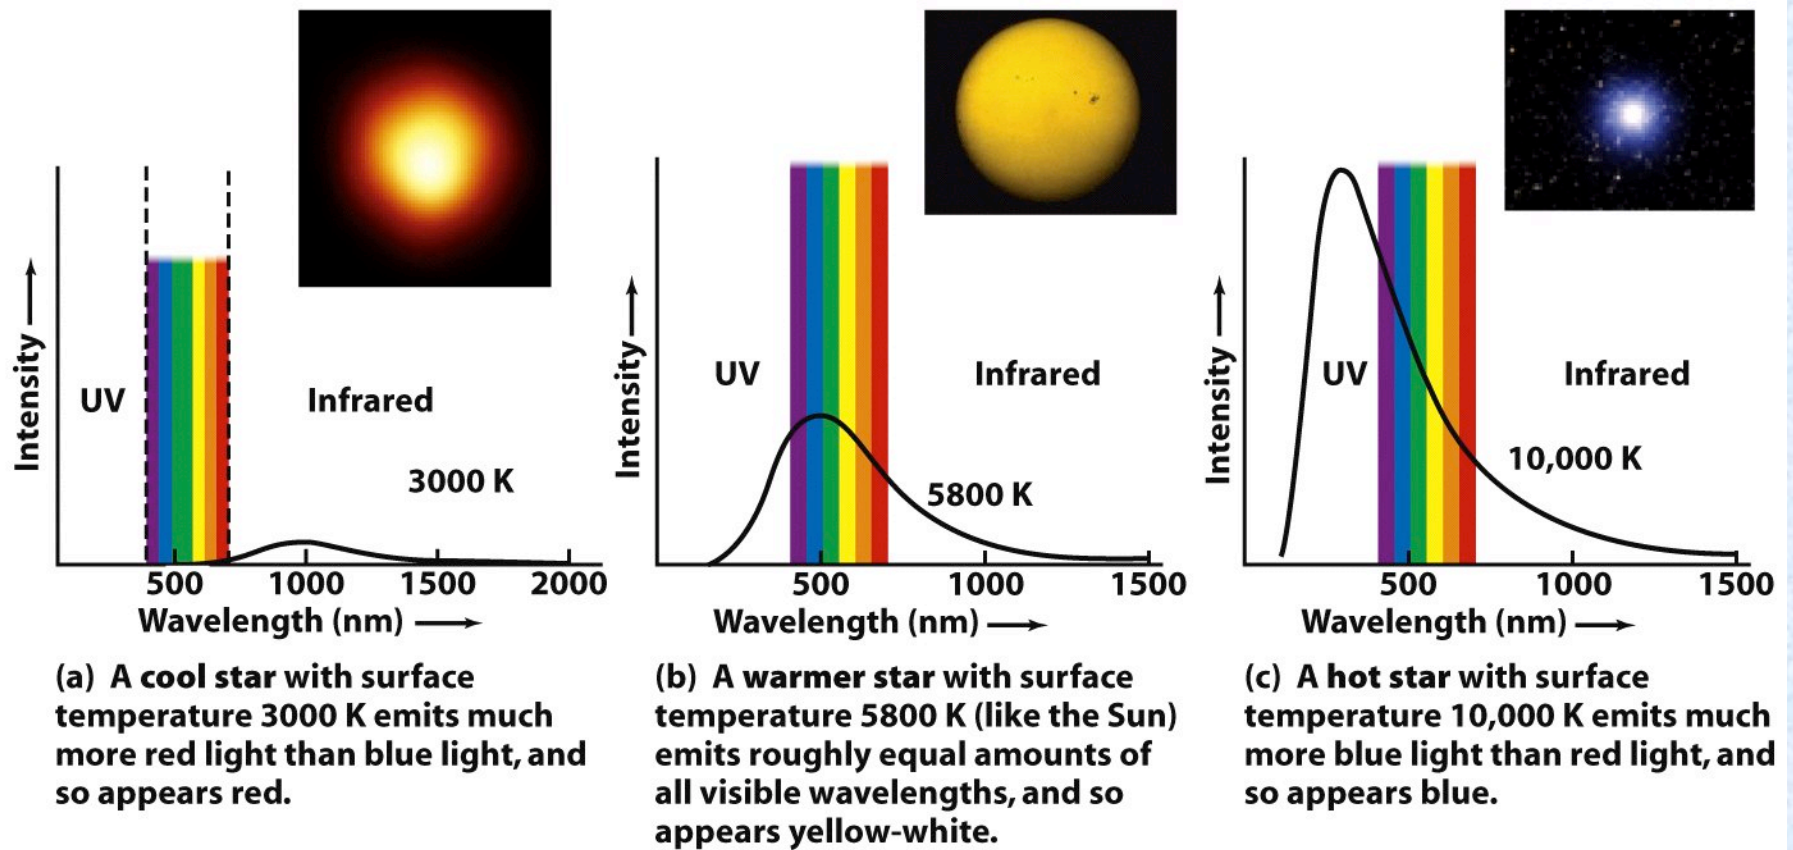 Intensity
UV
Infrared
3000 K
500 1000 1500 2000
Wavelength (nm)
(a) A cool star with surface
temperature 3000 K emits much
more red light than blue light, and
so appears red.
Intensity
UV
Infrared
5800 K
500 1000 1500
Wavelength (nm)
(b) A warmer star with surface
temperature 5800 K (like the Sun)
emits roughly equal amounts of
all visible wavelengths, and so
appears yellow-white.
Intensity
UV
Infrared
10,000 K
500 1000 1500
Wavelength (nm)
(c) A hot star with surface
temperature 10,000 K emits much
more blue light than red light, and
so appears blue.